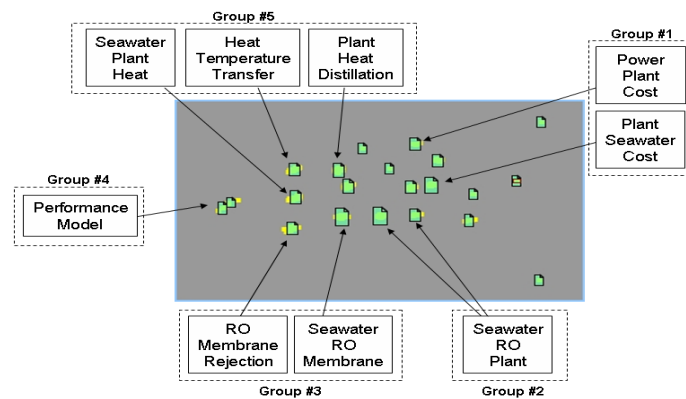 Group #5
Seawater
Plant
Heat
Heat
Temperature
Transfer
Plant
Heat
Distillation
Group #1
Power
Plant
Cost
Plant
Seawater
Cost
Group #4
Performance
Model
RO
Membrane
Rejection
Seawater
RO
Membrane
Group #3
Seawater
RO
Plant
Group #2